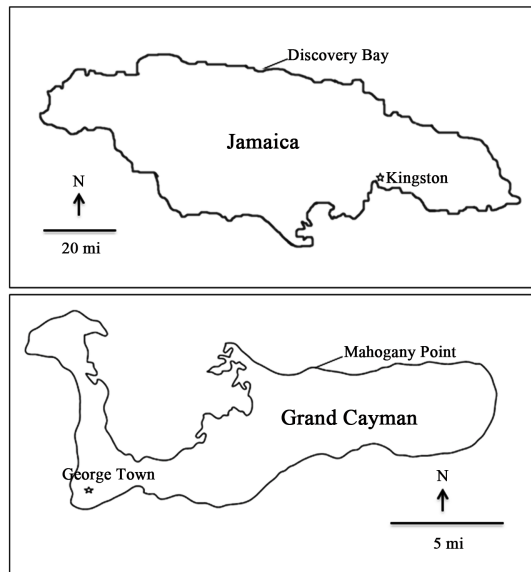 Discovery Bay
Jamaica
Kingston
N
20 mi
Mahogany Point
Grand Cayman
George Town
N
5 mi